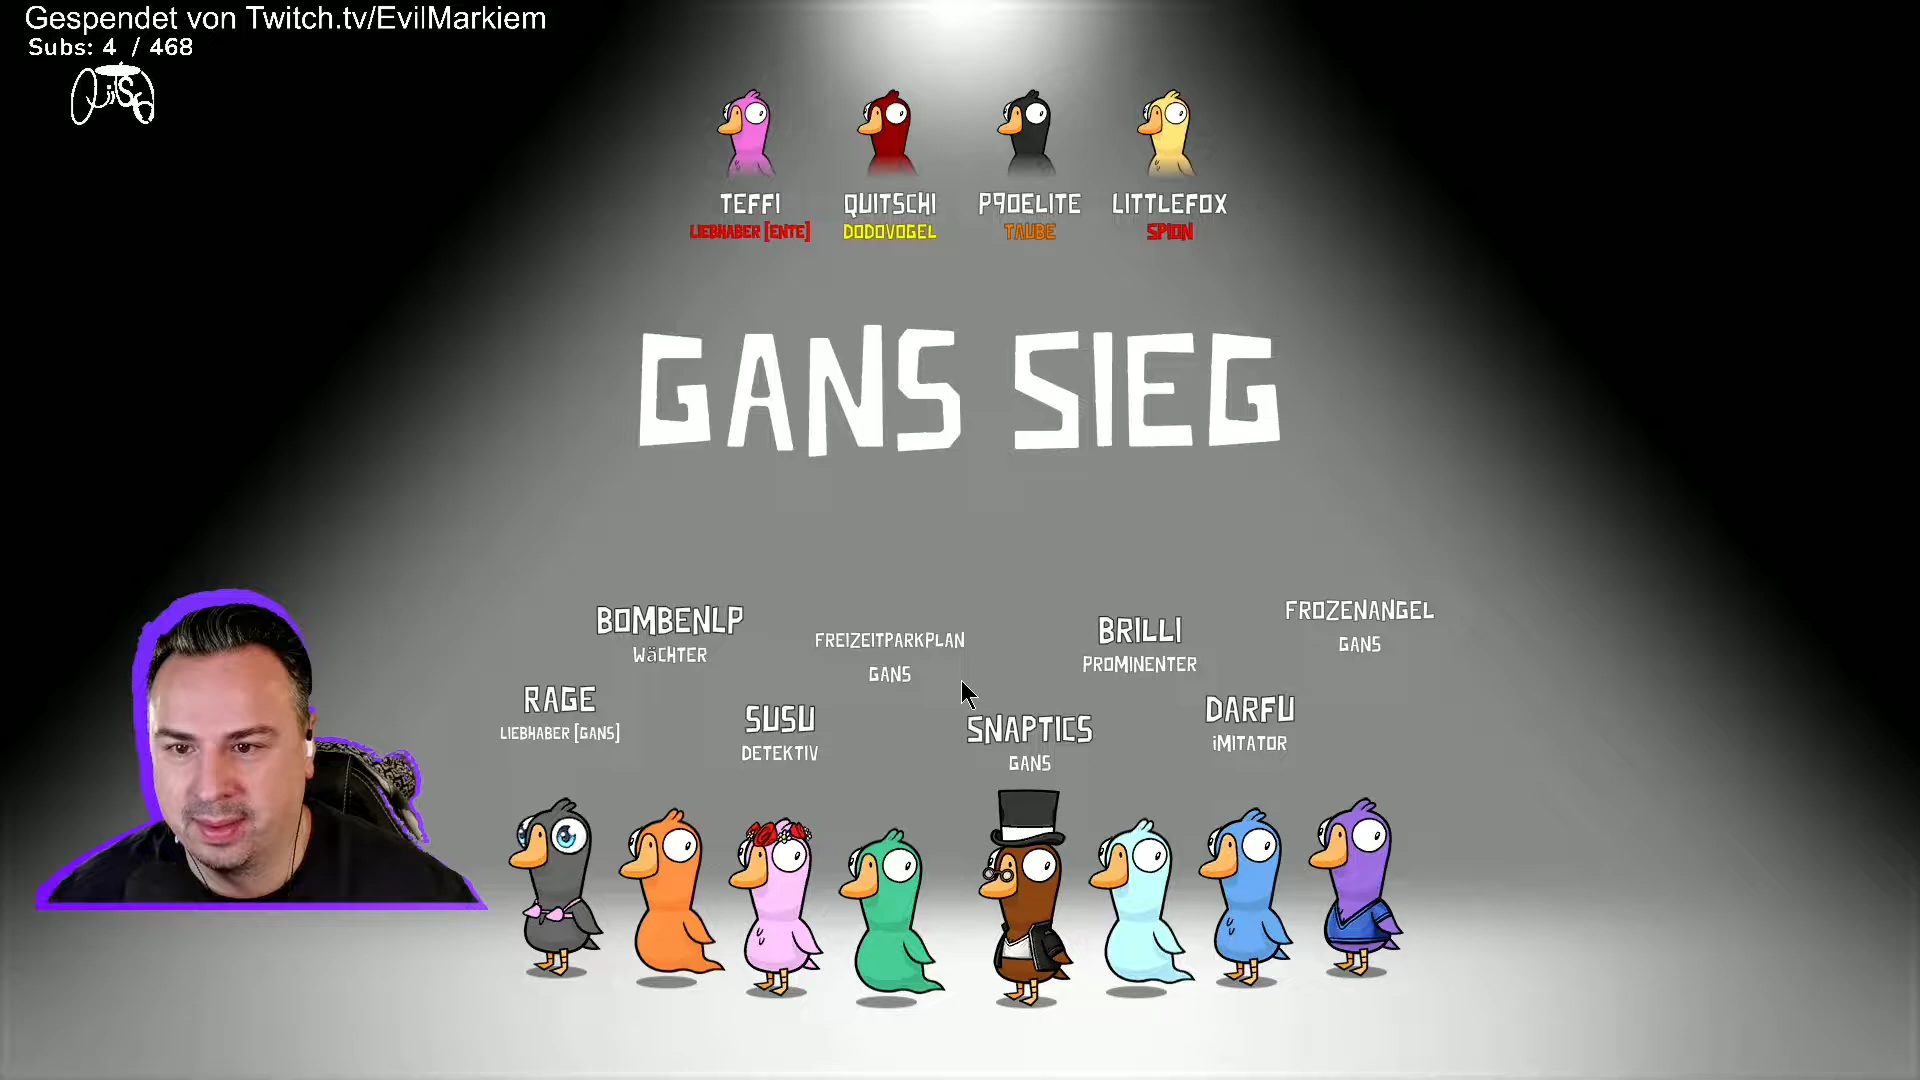 Gespendet von Twitch.tv/EvilMarkiem
Subs: 4 / 468
TEFFI
LIEBHABER [ENTE]
QUITSCHI
DODOVOGEL
P90ELITE
TAUBE
LITTLEFOX
SPION
GANS SIEG
RAGE
LIEBHABER [GANS]
BOMBENLP
WäCHTER
SUSU
DETEKTIV
FREIZEITPARKPLAN
GANS
SNAPTICS
GANS
BRILLI
PROMINENTER
DARFU
iMITATOR
FROZENANGEL
GANS